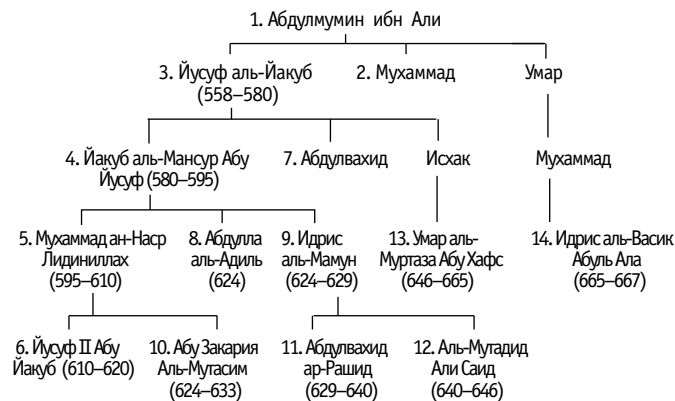 1. Абдулмумин ибн Али
3. Йусуф аль-Йакуб
(558–580)
2. Мухаммад
Умар
4. Йакуб аль-Мансур Абу
Йусуф (580–595)
7. Абдулвахид
Исхак
Мухаммад
5. Мухаммад ан-Наср
Лидиниллах
(595–610)
8. Абдулла
аль-Адиль
(624)
9. Идрис
аль-Мамун
(624–629)
13. Умар аль-
Муртаза Абу Хафс
(646–665)
14. Идрис аль-Васик
Абуль Ала
(665–667)
6. Йусуф II Абу
Йакуб (610–620)
10. Абу Закария
Аль-Мутасим
(624–633)
11. Абдулвахид
ар-Рашид
(629–640)
12. Аль-Мутадид
Али Саид
(640–646)